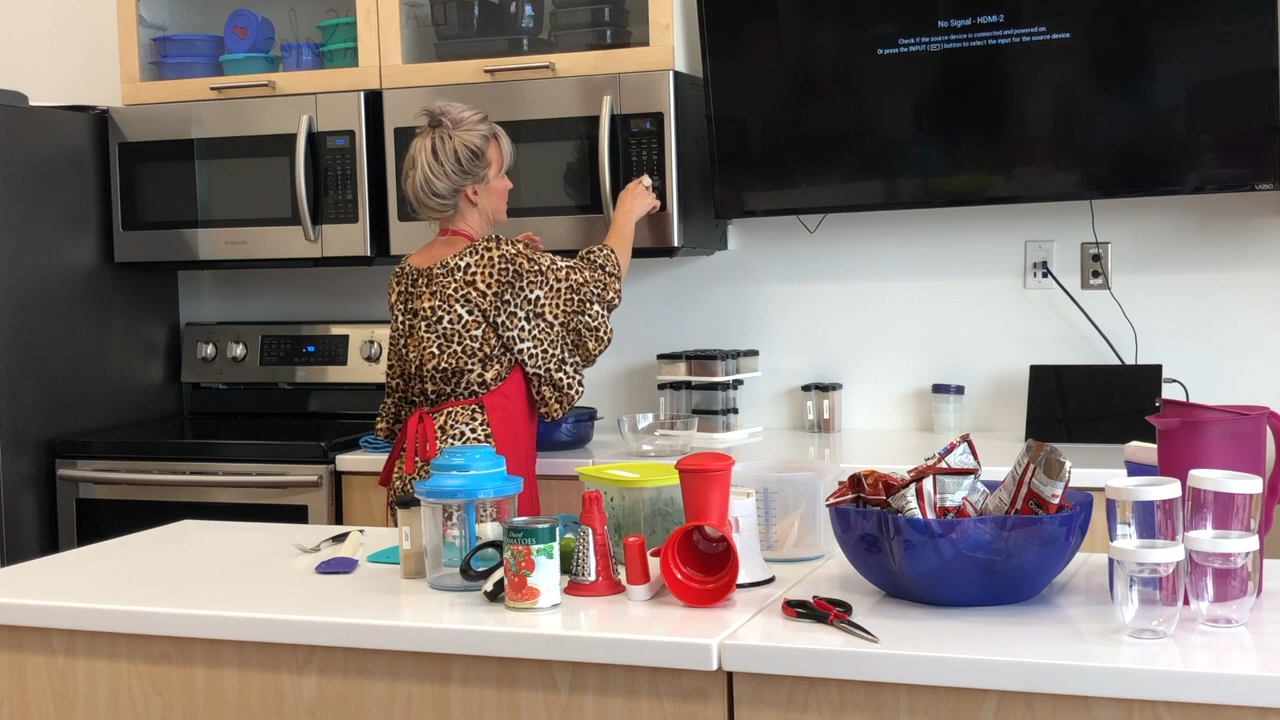 No Signal - HDMI-2
Check if the source device is connected and powered on.
Or press the INPUT ( ) button to select the input for the source device.
VIZIO
SAMSUNG
Diced
TOMATOES